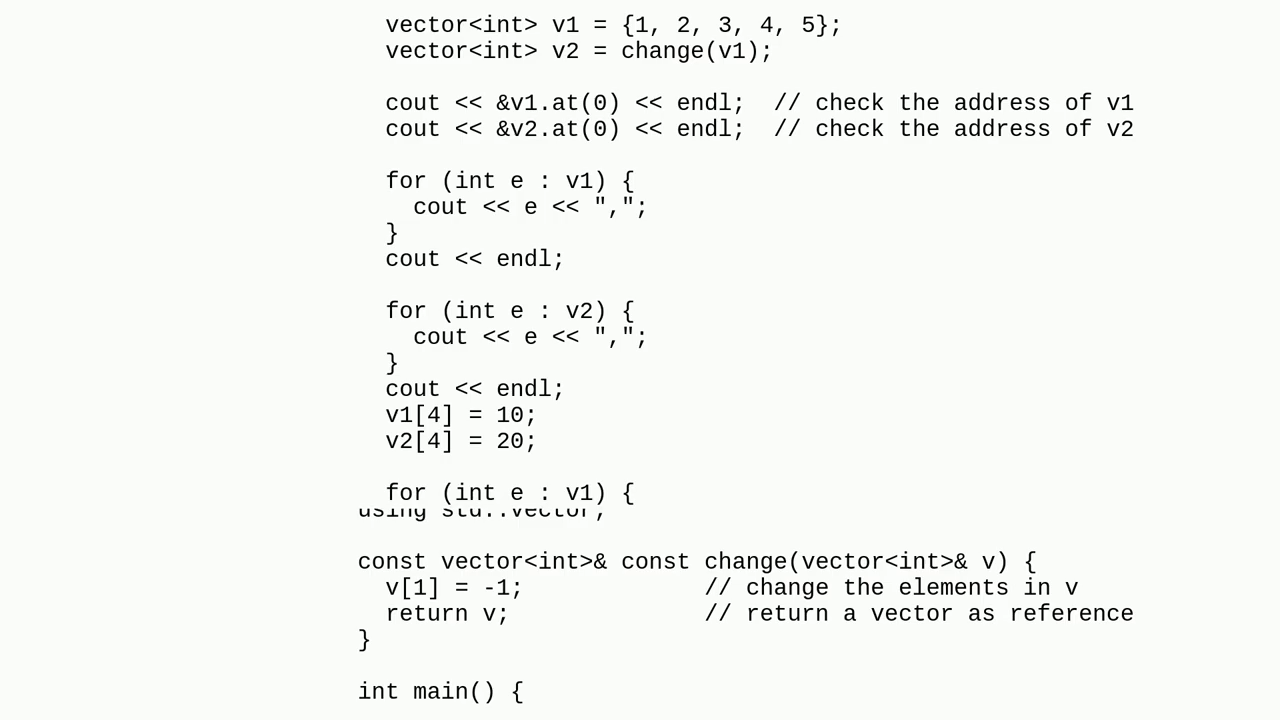 vector<int> v1 = {1, 2, 3, 4, 5};
vector<int> v2 = change(v1);
cout << &v1.at(0) << endl;  // check the address of v1
cout << &v2.at(0) << endl;  // check the address of v2
for (int e : v1) {
cout << e << ",";
}
cout << endl;
for (int e : v2) {
cout << e << ",";
}
cout << endl;
v1[4] = 10;
v2[4] = 20;
for (int e : v1) {
using std::vector;
const vector<int>& const change(vector<int>& v) {
v[1] = -1;             // change the elements in v
return v;              // return a vector as reference
}
int main() {